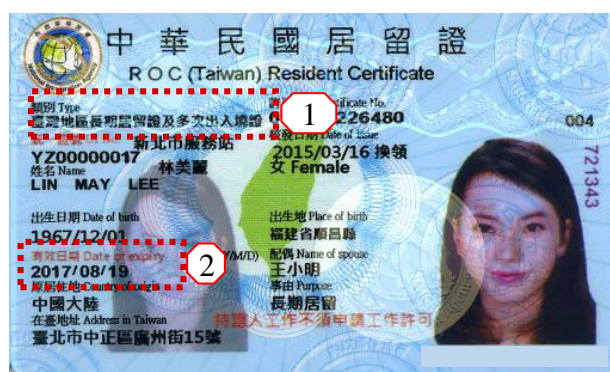 中華民國居留證
ROC (Taiwan) Resident Certificate
類別 Type
臺灣地區長期居留證及多次出入境證
1
226480
004
新北市服務站
核發日期 Date of issue
YZ00000017
2015/03/16 換領
姓名 Name
林美麗
女 Female
LIN MAY LEE
721343
出生日期 Date of birth
出生地 Place of birth
1967/12/01
福建省順昌縣
有效日期 Date of expiry
2
Y/M/D)
配偶 Name of spouse
2017/08/19
王小明
原居住地 Country of origin
事由 Purpose
中國大陸
長期居留
在臺地址 Address in Taiwan
持證人工作不須申請工作許可
臺北市中正區廣州街15號